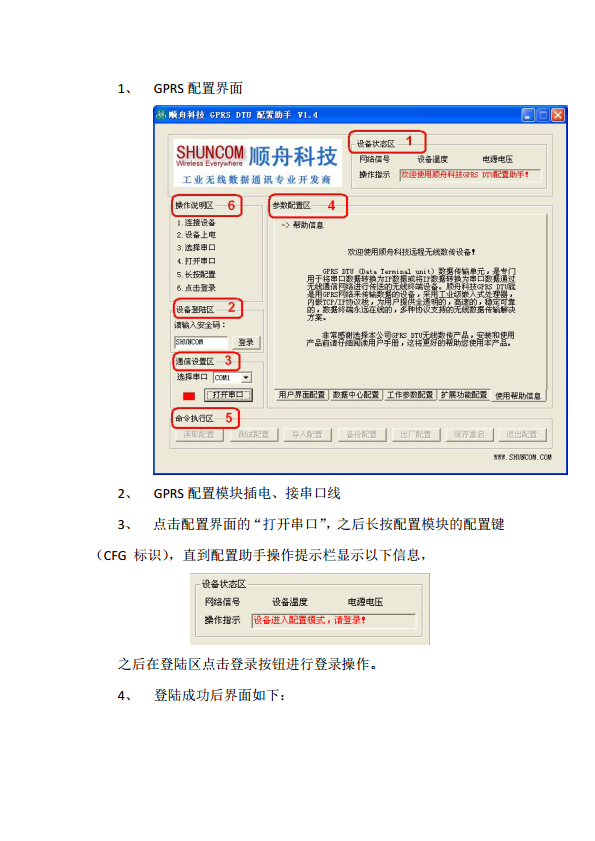 1、 GPRS 配置界面
顺舟科技 GPRS DTU 配置助手 V1.4
SHUNCOM 顺舟科技
Wireless Everywhere
工业无线数据通讯专业开发商
设备状态区 1
网络信号 设备温度 电源电压
操作指示 欢迎使用顺舟科技GPRS DTU配置助手!
操作说明区 6
1.连接设备
2.设备上电
3.选择串口
4.打开串口
5.长按配置
6.点击登录
设备登陆区 2
请输入安全码:
SHUNCOM 登录
通信设置区 3
选择串口 COM1
打开串口
参数配置区 4
-> 帮助信息
欢迎使用顺舟科技远程无线数传设备!
GPRS DTU (Data Terminal unit) 数据传输单元,是专门
用于将串口数据转换为IP数据或将IP数据转换为串口数据通过
无线通信网络进行传送的无线终端设备。顺舟科技GPRS DTU就
是用GPRS网络来传输数据的设备,采用工业级嵌入式处理器,
内嵌TCP/IP协议栈,为用户提供全透明的,高速的,稳定可靠
的,数据终端永远在线的,多种协议支持的无线数据传输解决
方案。
非常感谢选择本公司GPRS DTU无线数传产品,安装和使用
产品前请仔细阅读用户手册,这将更好的帮助您使用本产品。
用户界面配置 数据中心配置 工作参数配置 扩展功能配置 使用帮助信息
命令执行区 5
读取配置 测试配置 导入配置 备份配置 出厂配置 保存重启 退出配置
WWW.SHUNCOM.COM
2、 GPRS 配置模块插电、接串口线
3、 点击配置界面的“打开串口”,之后长按配置模块的配置键
(CFG 标识),直到配置助手操作提示栏显示以下信息,
设备状态区
网络信号 设备温度 电源电压
操作指示 设备进入配置模式,请登录!
之后在登陆区点击登录按钮进行登录操作。
4、 登陆成功后界面如下: